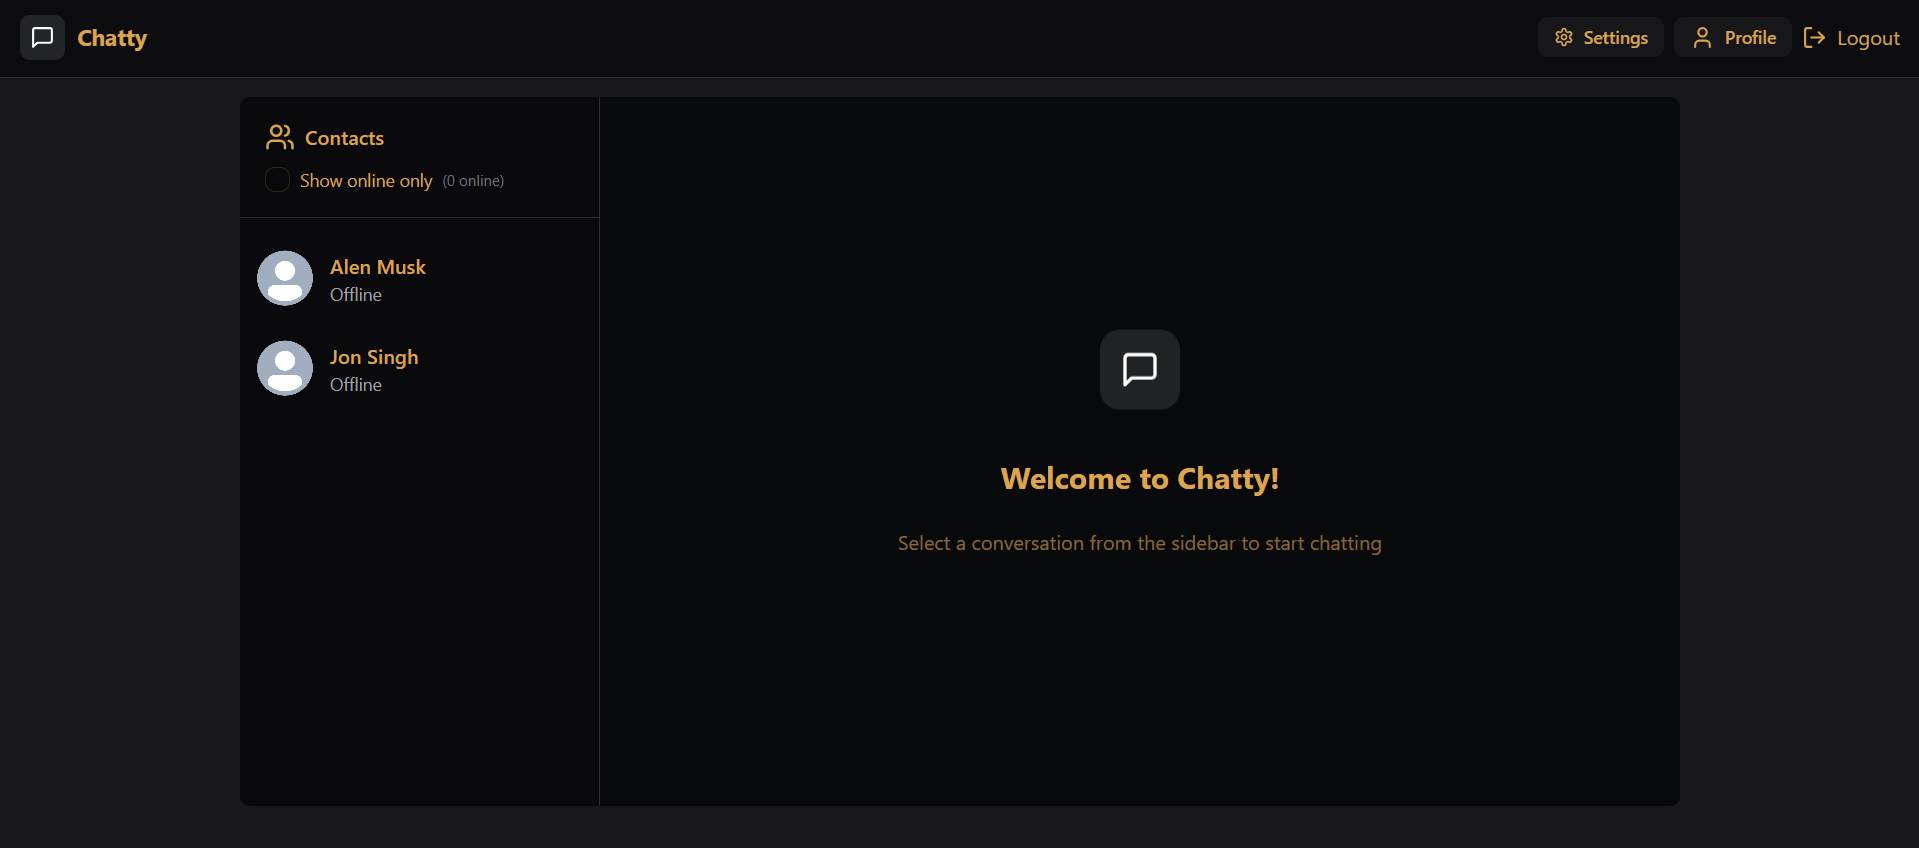 Chatty
Settings
Profile
Logout
Contacts
Show online only (0 online)
Alen Musk
Offline
Jon Singh
Offline
Welcome to Chatty!
Select a conversation from the sidebar to start chatting